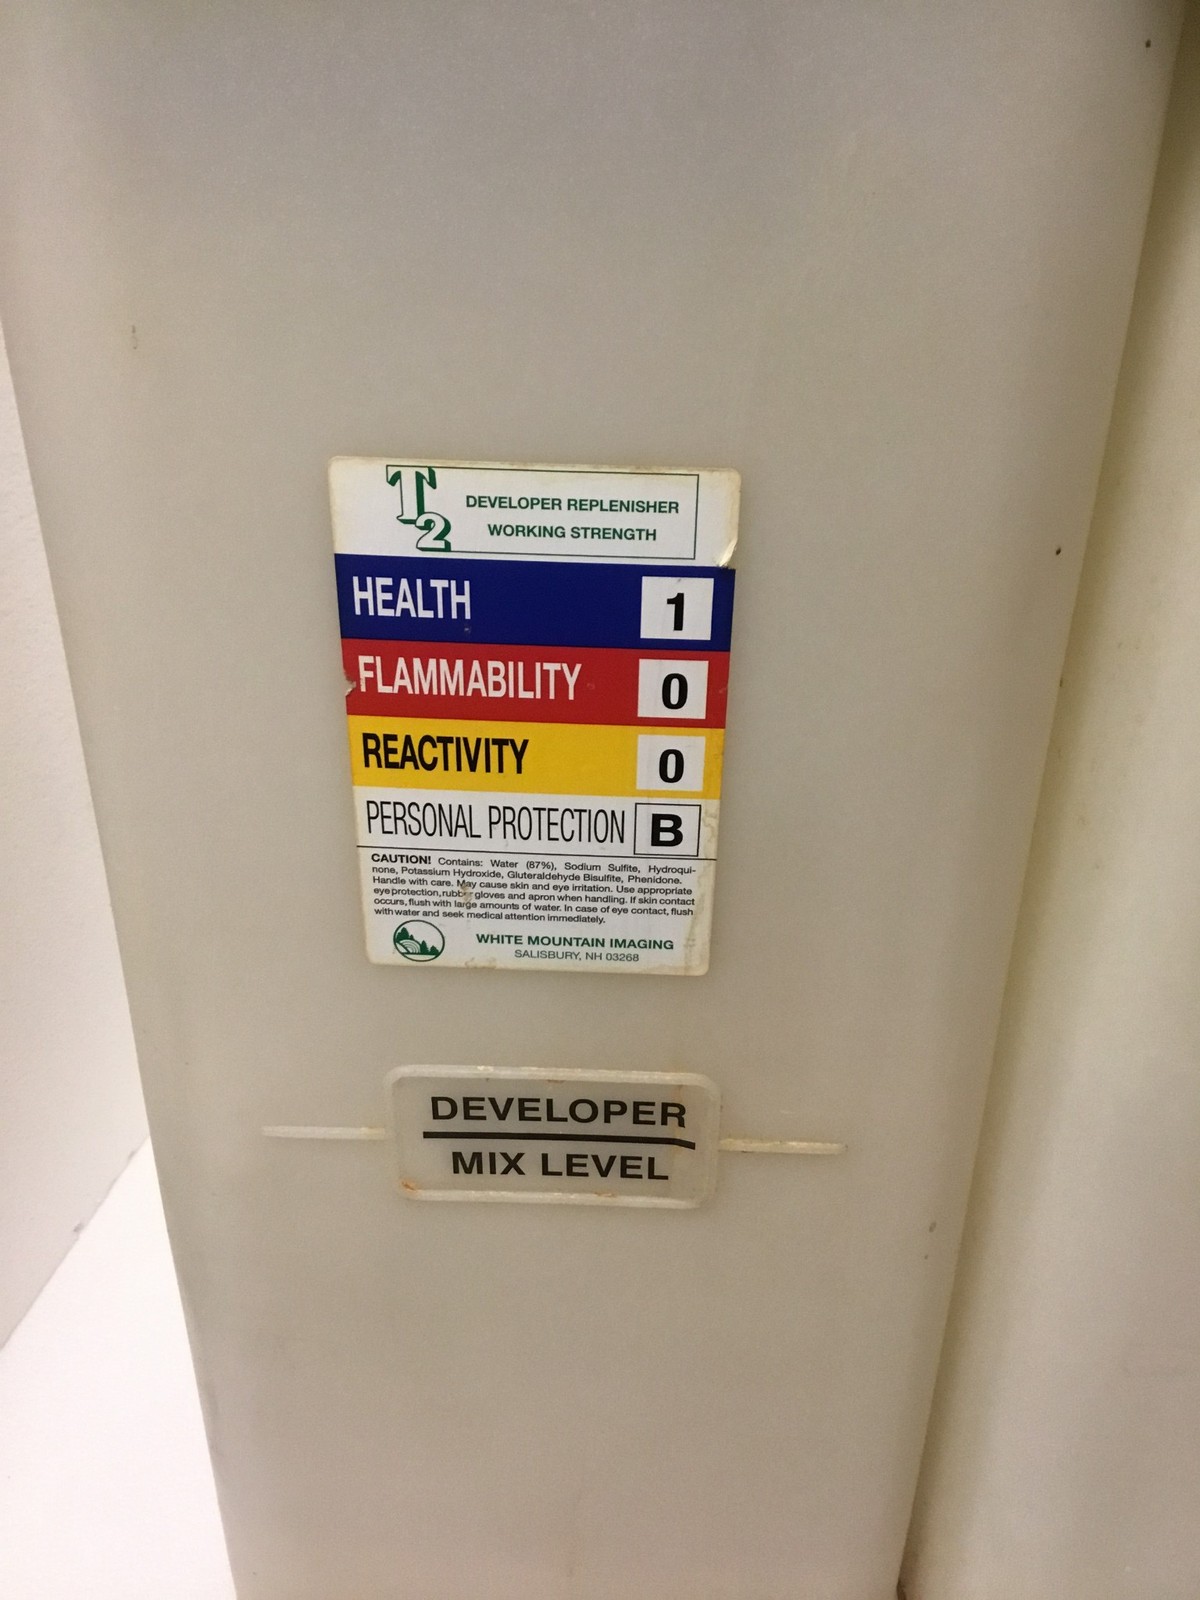 T2
DEVELOPER REPLENISHER
WORKING STRENGTH
HEALTH 1
FLAMMABILITY 0
REACTIVITY 0
PERSONAL PROTECTION B
CAUTION! Contains: Water (87%), Sodium Sulfite, Hydroqui-
none, Potassium Hydroxide, Gluteraldehyde Bisulfite, Phenidone.
Handle with care. May cause skin and eye irritation. Use appropriate
eye protection, rubber gloves and apron when handling. If skin contact
occurs, flush with large amounts of water. In case of eye contact, flush
with water and seek medical attention immediately.
WHITE MOUNTAIN IMAGING
SALISBURY, NH 03268
DEVELOPER
MIX LEVEL